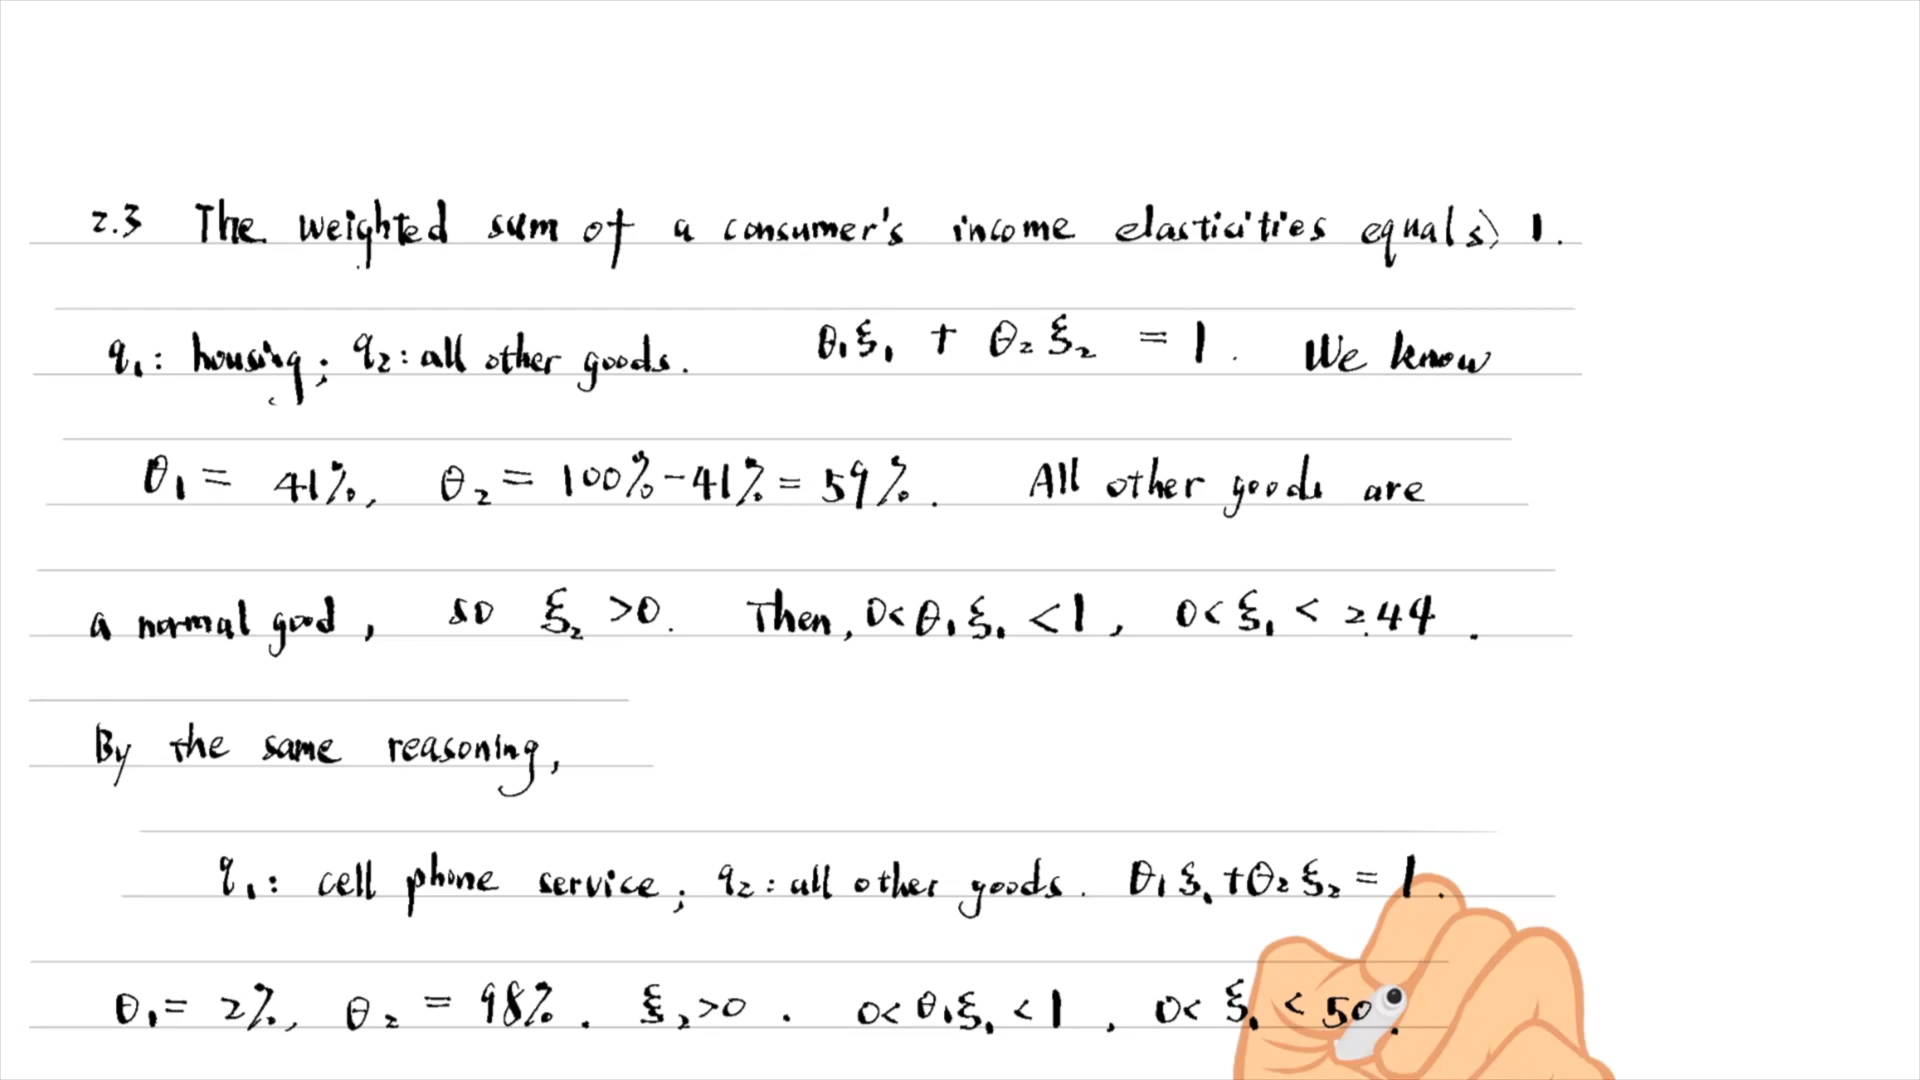 2.3 The weighted sum of a consumer's income elasticities equal(s) 1.
q₁: housing; q₂: all other goods. θ₁ξ₁ + θ₂ξ₂ = 1. We know
θ₁ = 41%, θ₂ = 100% - 41% = 59%. All other goods are
a normal good, so ξ₂ > 0. Then, 0 < θ₁ξ₁ < 1, 0 < ξ₁ < 2.44.
By the same reasoning,
q₁: cell phone service; q₂: all other goods. θ₁ξ₁ + θ₂ξ₂ = 1.
θ₁ = 2%, θ₂ = 98%. ξ₂ > 0. 0 < θ₁ξ₁ < 1, 0 < ξ₁ < 50.